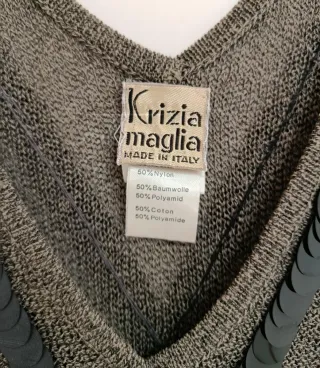 Krizia
maglia
MADE IN ITALY
50%Nylon
50%Baumwolle
50%Polyamid
50%Coton
50%Polyamide